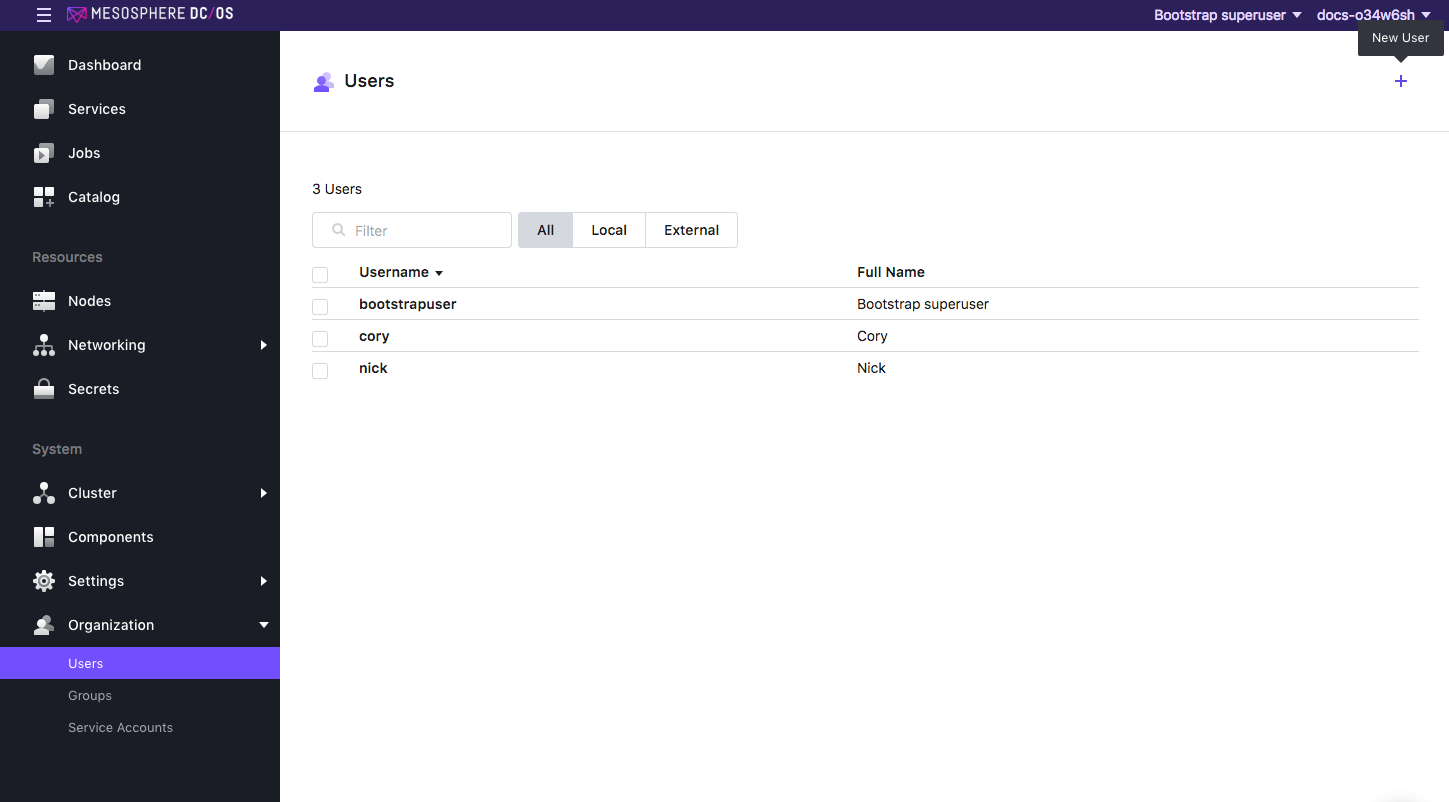 MESOSPHERE DC/OS
Bootstrap superuser
docs-o34w6sh
New User
Dashboard
Services
Jobs
Catalog
Resources
Nodes
Networking
Secrets
System
Cluster
Components
Settings
Organization
Users
Groups
Service Accounts
Users
3 Users
Filter
All Local External
Username Full Name
bootstrapuser Bootstrap superuser
cory Cory
nick Nick